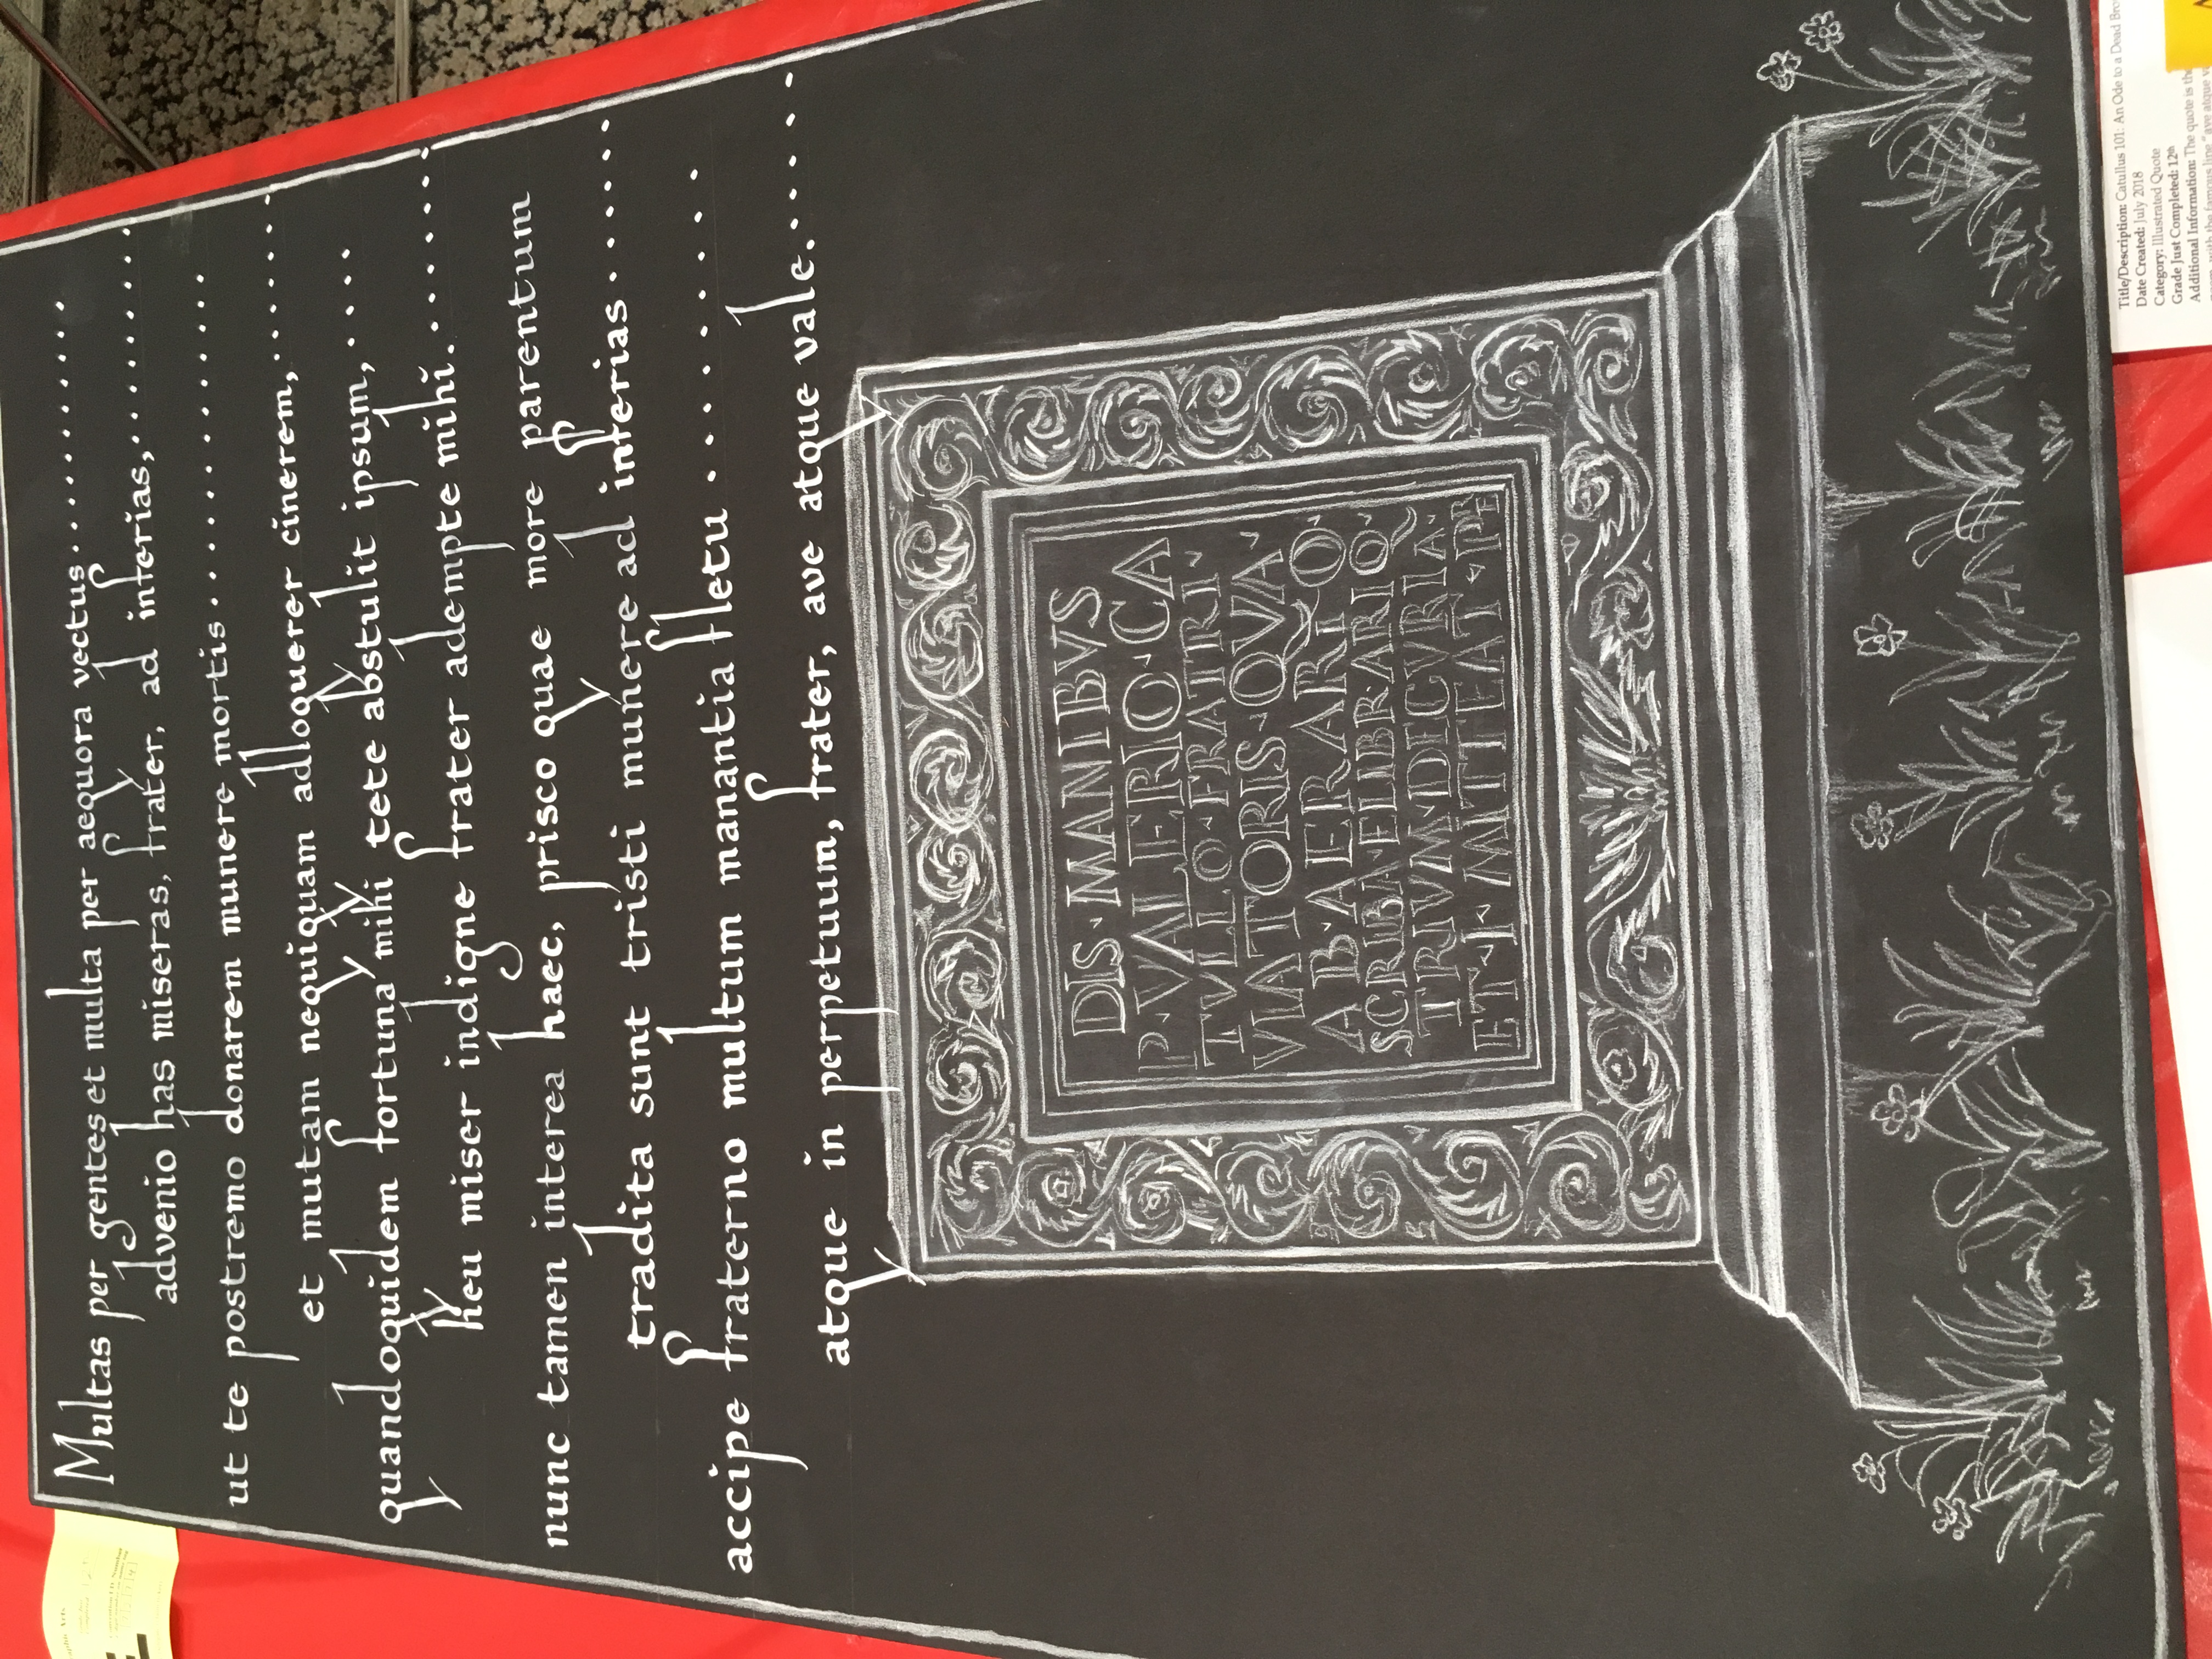 Multas per gentes et multa per aequora vectus............
advenio has miseras, frater, ad inferias,..........
ut te postremo donarem munere mortis..............
et mutam nequiquam adloquerer cinerem,.......
quandoquidem fortuna mihi tete abstulit ipsum,....
heu miser indigne frater adempte mihi.........
nunc tamen interea haec, prisco quae more parentum
tradita sunt tristi munere ad inferias.......
accipe fraterno multum manantia fletu..........
atque in perpetuum, frater, ave atque vale.......
DIS·MANIBVS
P·VALERIO·CA
TVLLO·FRATRI·
VIATORIS·QVA·
AB·AERARIO·
SCRIBA·ELIBRARIO·
TRIVM·DECVRIA·
ET·I·MITTEAT·PE
Title/Description: Catullus 101: An Ode to a Dead Bro
Date Created: July 2018
Category: Illustrated Quote
Grade Just Completed: 12th
Additional Information: The quote is th
with the famous line "ave atque v